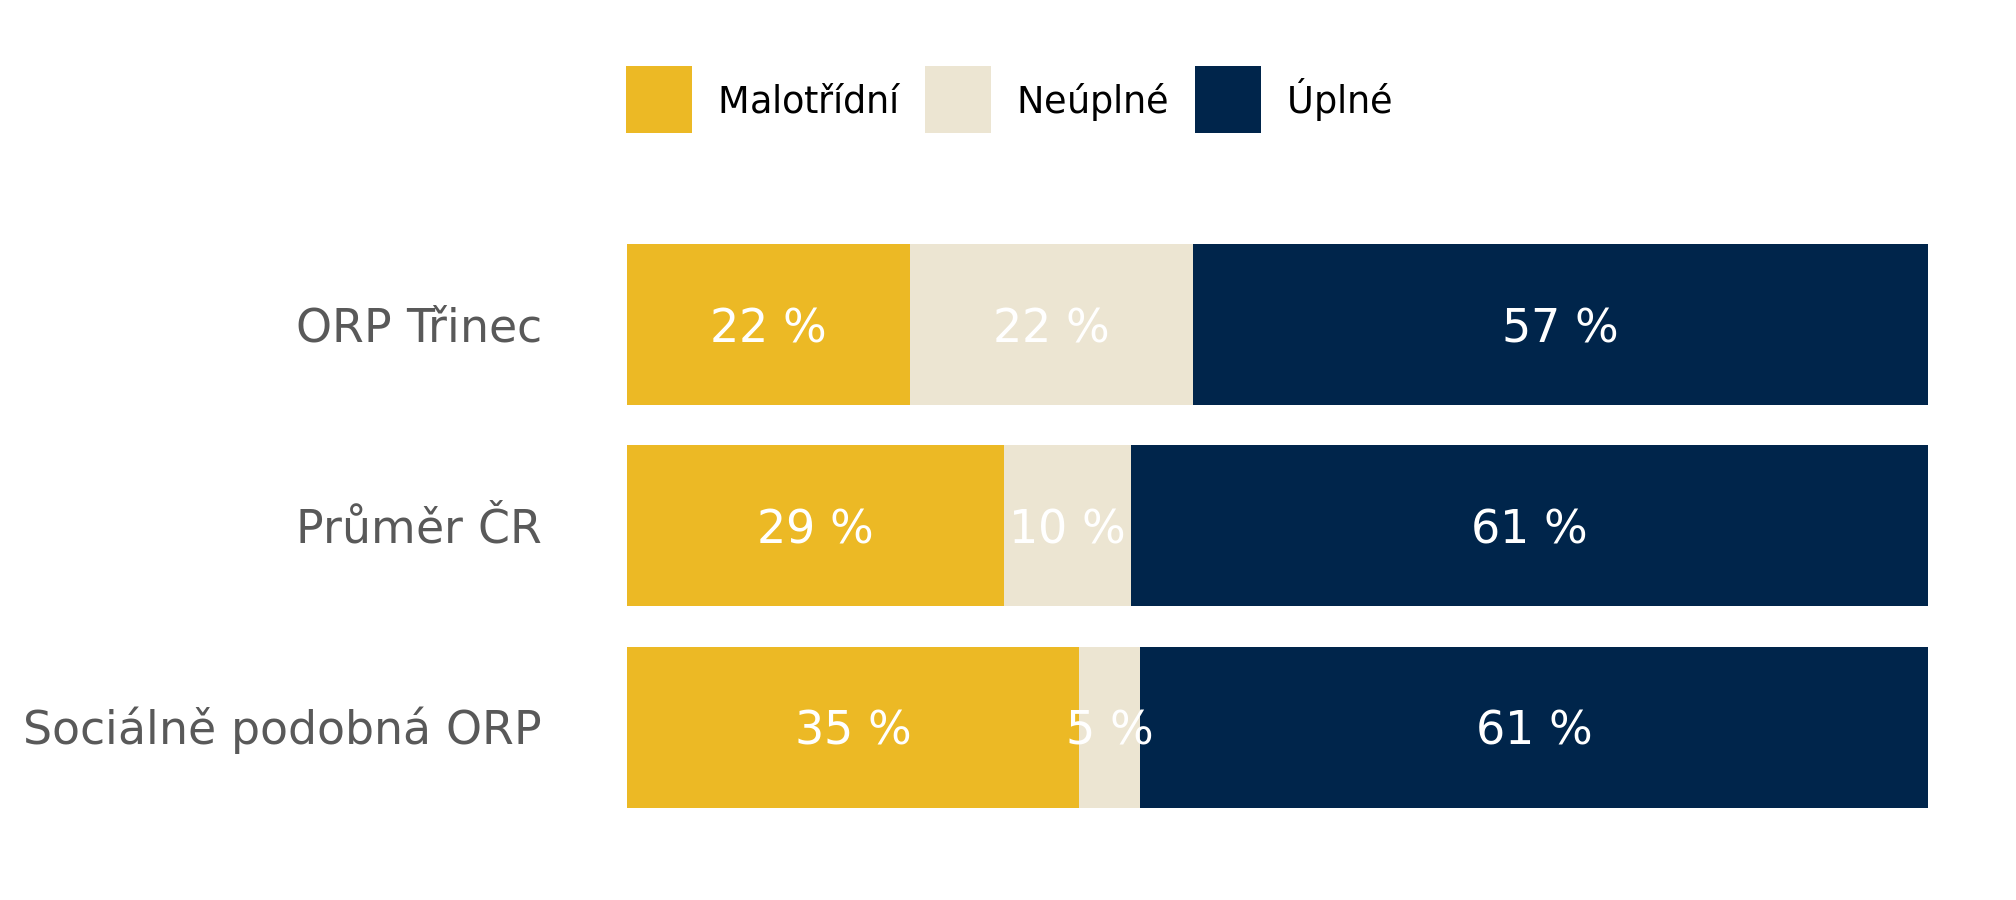 Malotřídní Neúplné Úplné
ORP Třinec 22 % 22 % 57 %
Průměr ČR 29 % 10 % 61 %
Sociálně podobná ORP 35 % 5 % 61 %